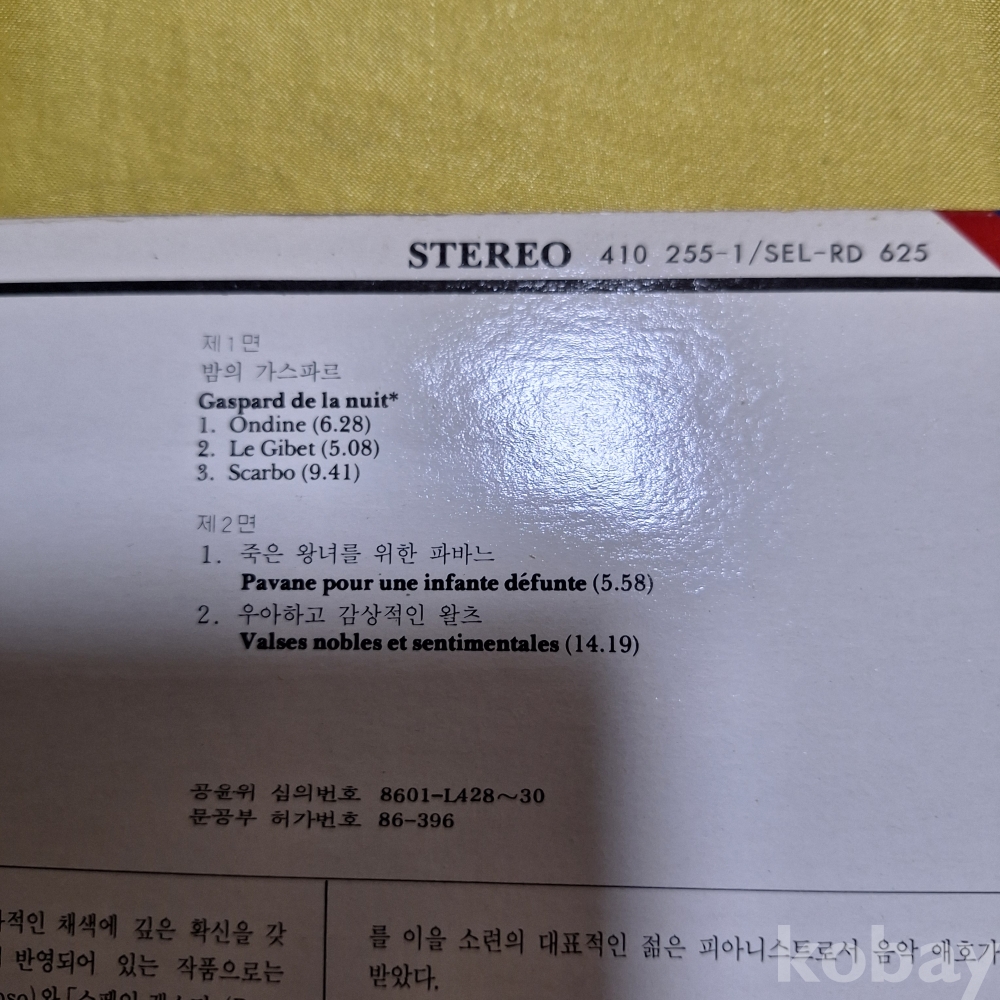 STEREO 410 255-1/SEL-RD 625
제1면
밤의 가스파르
Gaspard de la nuit*
1. Ondine (6.28)
2. Le Gibet (5.08)
3. Scarbo (9.41)
제2면
1. 죽은 왕녀를 위한 파바느
Pavane pour une infante défunte (5.58)
2. 우아하고 감상적인 왈츠
Valses nobles et sentimentales (14.19)
공윤위 심의번호 8601-L428~30
문공부 허가번호 86-396
적인 채색에 깊은 확신을 갖
반영되어 있는 작품으로는
를 이을 소련의 대표적인 젊은 피아니스트로서 음악 애호가
받았다.
kobay